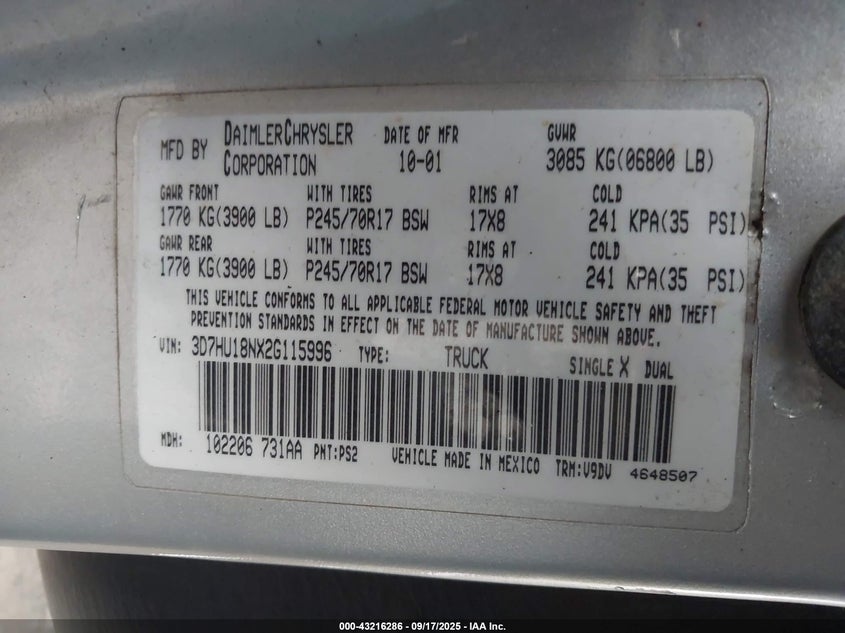 MFD BY DAIMLERCHRYSLER CORPORATION DATE OF MFR 10-01 GVWR 3085 KG(06800 LB)
GAWR FRONT WITH TIRES RIMS AT COLD
1770 KG(3900 LB) P245/70R17 BSW 17X8 241 KPA(35 PSI)
GAWR REAR WITH TIRES RIMS AT COLD
1770 KG(3900 LB) P245/70R17 BSW 17X8 241 KPA(35 PSI)
THIS VEHICLE CONFORMS TO ALL APPLICABLE FEDERAL MOTOR VEHICLE SAFETY AND THEFT
PREVENTION STANDARDS IN EFFECT ON THE DATE OF MANUFACTURE SHOWN ABOVE.
VIN: 3D7HU18NX2G115996 TYPE: TRUCK SINGLE X DUAL
MDH: 102206 731AA PNT:PS2 VEHICLE MADE IN MEXICO TRM:V9DV 4648507
000-43216286 - 09/17/2025 - IAA Inc.